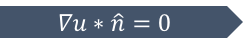 ∇u * n̂ = 0